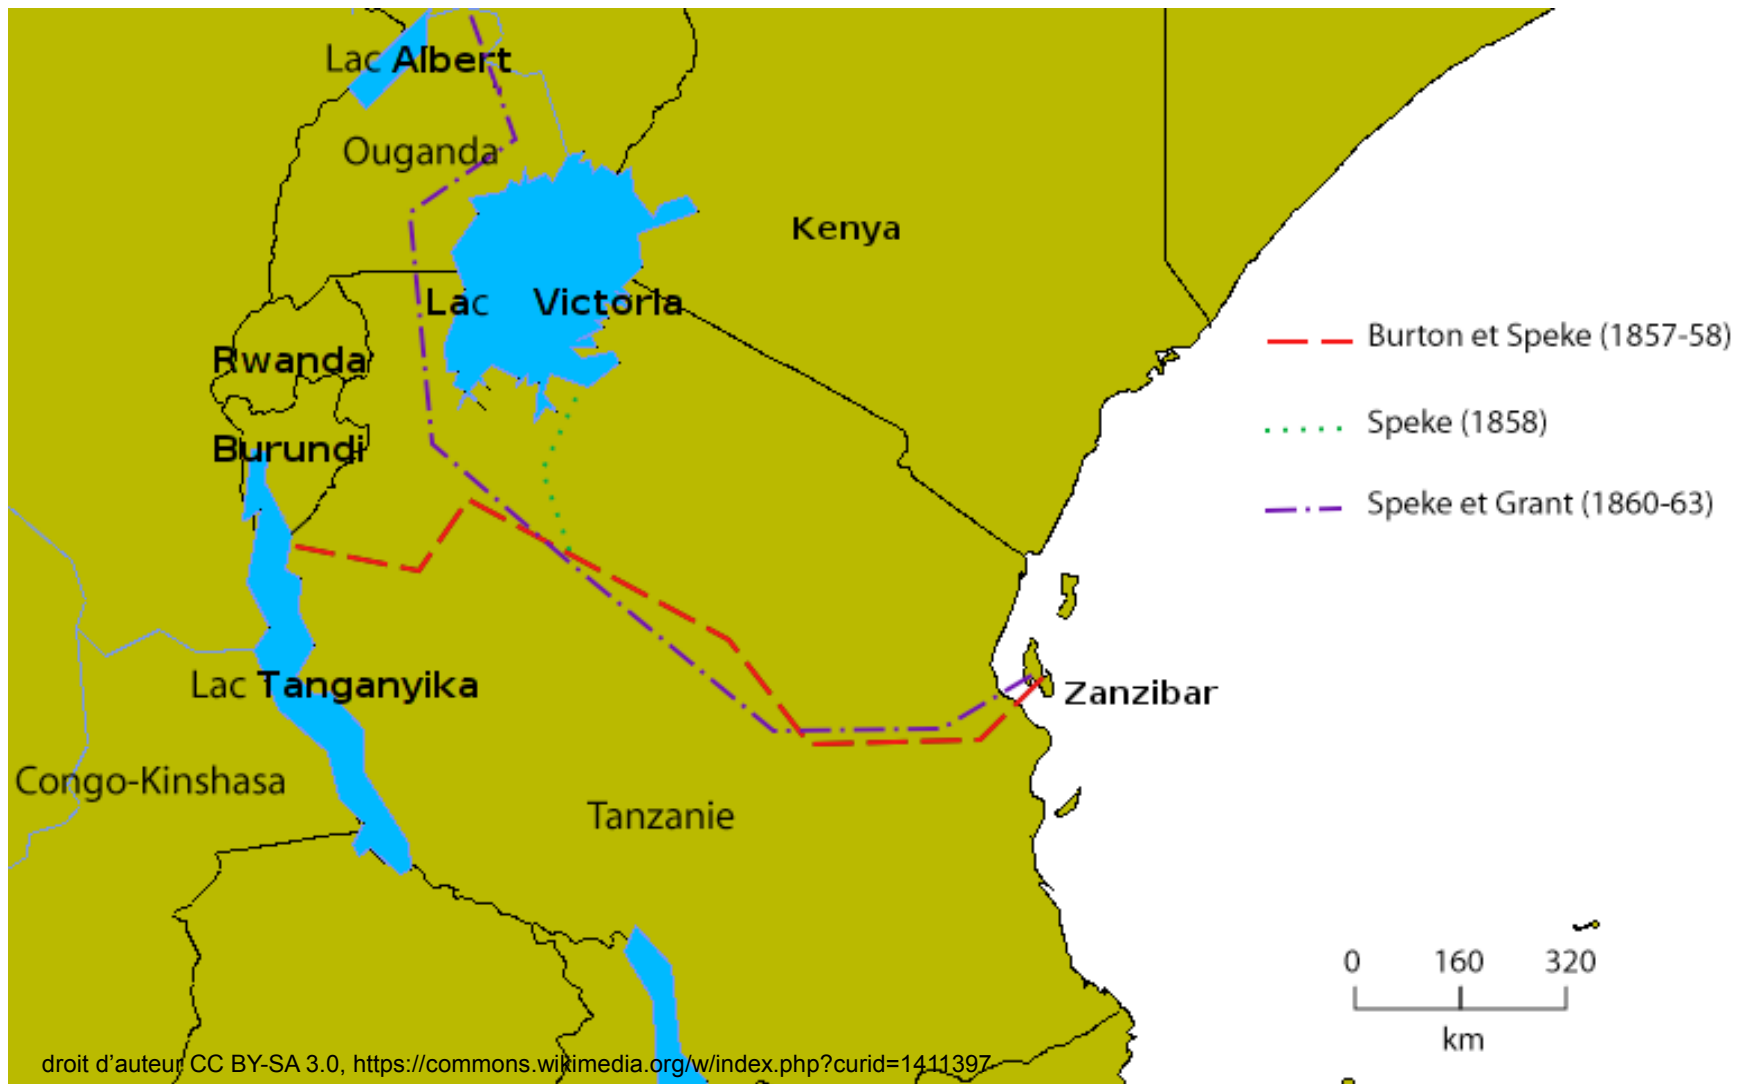 Lac Albert
Ouganda
Kenya
Lac Victoria
Rwanda
Burundi
Burton et Speke (1857-58)
Speke (1858)
Speke et Grant (1860-63)
Lac Tanganyika
Zanzibar
Congo-Kinshasa
Tanzanie
0 160 320
km
droit d'auteur CC BY-SA 3.0, https://commons.wikimedia.org/w/index.php?curid=1411397